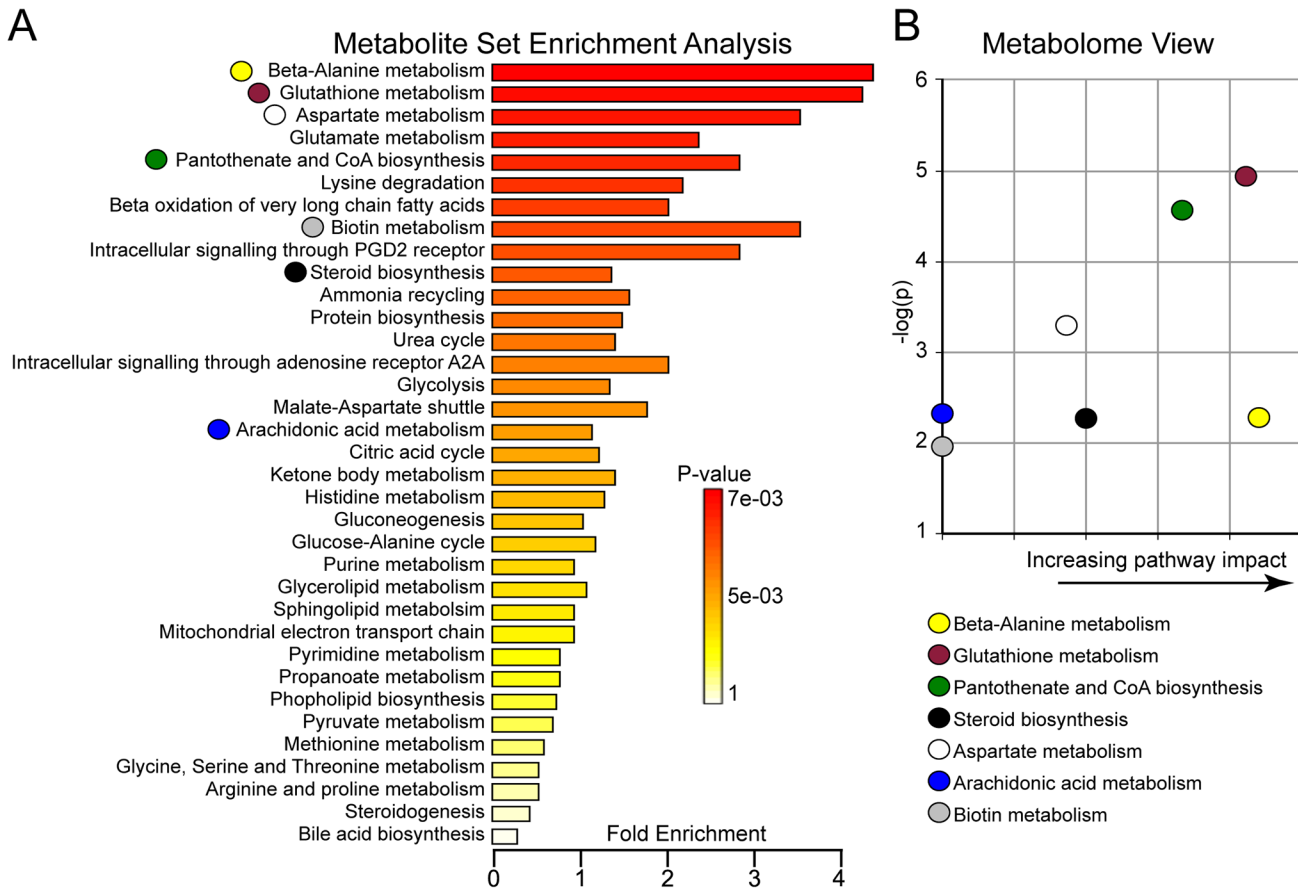 A
Metabolite Set Enrichment Analysis
Beta-Alanine metabolism
Glutathione metabolism
Aspartate metabolism
Glutamate metabolism
Pantothenate and CoA biosynthesis
Lysine degradation
Beta oxidation of very long chain fatty acids
Biotin metabolism
Intracellular signalling through PGD2 receptor
Steroid biosynthesis
Ammonia recycling
Protein biosynthesis
Urea cycle
Intracellular signalling through adenosine receptor A2A
Glycolysis
Malate-Aspartate shuttle
Arachidonic acid metabolism
Citric acid cycle
Ketone body metabolism
Histidine metabolism
Gluconeogenesis
Glucose-Alanine cycle
Purine metabolism
Glycerolipid metabolism
Sphingolipid metabolsim
Mitochondrial electron transport chain
Pyrimidine metabolism
Propanoate metabolism
Phopholipid biosynthesis
Pyruvate metabolism
Methionine metabolism
Glycine, Serine and Threonine metabolism
Arginine and proline metabolism
Steroidogenesis
Bile acid biosynthesis
P-value
7e-03
5e-03
1
Fold Enrichment
0 1 2 3 4
B
Metabolome View
6
5
4
3
2
1
-log(p)
Increasing pathway impact
Beta-Alanine metabolism
Glutathione metabolism
Pantothenate and CoA biosynthesis
Steroid biosynthesis
Aspartate metabolism
Arachidonic acid metabolism
Biotin metabolism